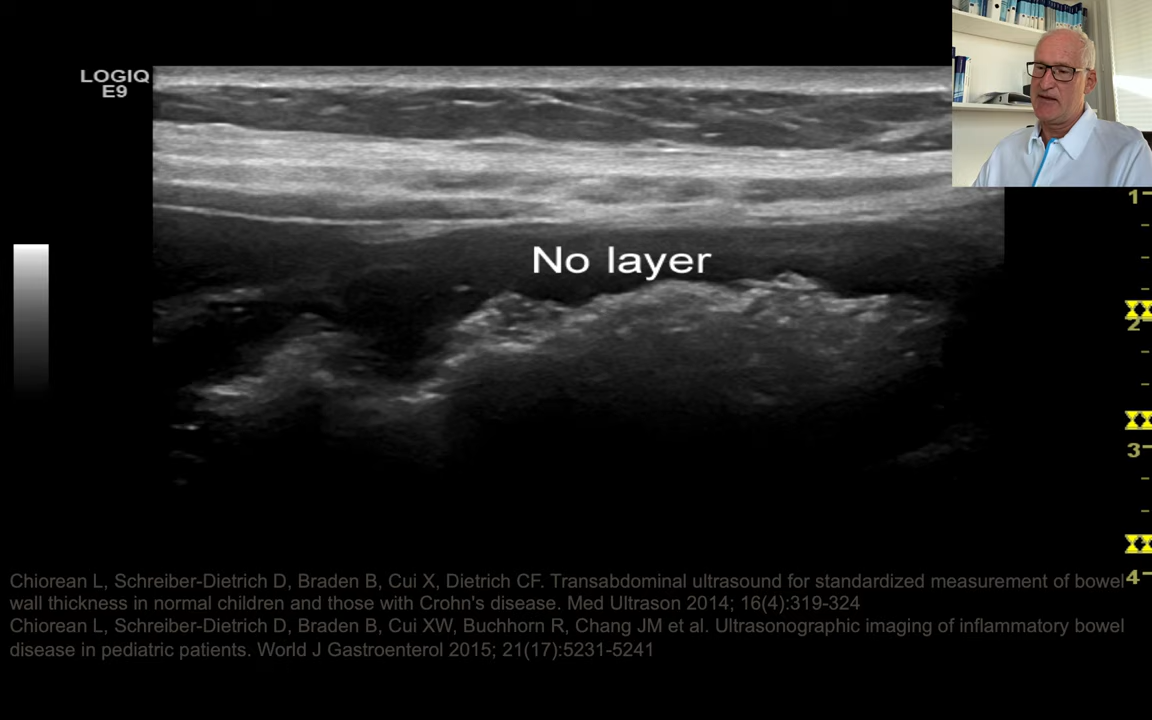 LOGIQ
E9
1
No layer
2
3
4
Chiorean L, Schreiber-Dietrich D, Braden B, Cui X, Dietrich CF. Transabdominal ultrasound for standardized measurement of bowel
wall thickness in normal children and those with Crohn's disease. Med Ultrason 2014; 16(4):319-324
Chiorean L, Schreiber-Dietrich D, Braden B, Cui XW, Buchhorn R, Chang JM et al. Ultrasonographic imaging of inflammatory bowel
disease in pediatric patients. World J Gastroenterol 2015; 21(17):5231-5241